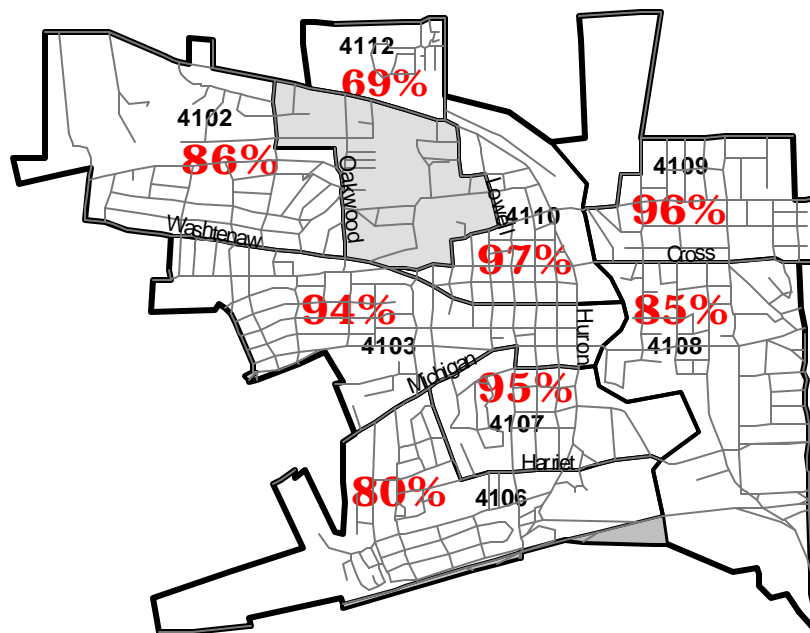 4112
69%
4102
86%
4109
96%
Oakwood
Lowell
4110
97%
Washtenaw
Cross
94%
4103
85%
4108
Huron
Michigan
95%
4107
Harriet
80%
4106